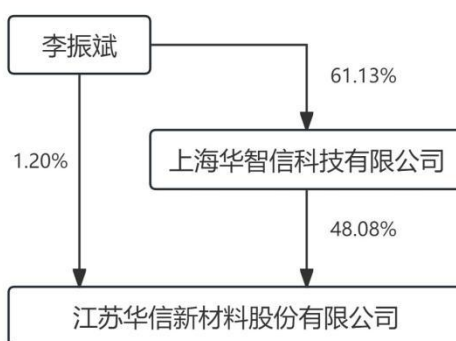 李振斌
61.13%
1.20%
上海华智信科技有限公司
48.08%
江苏华信新材料股份有限公司